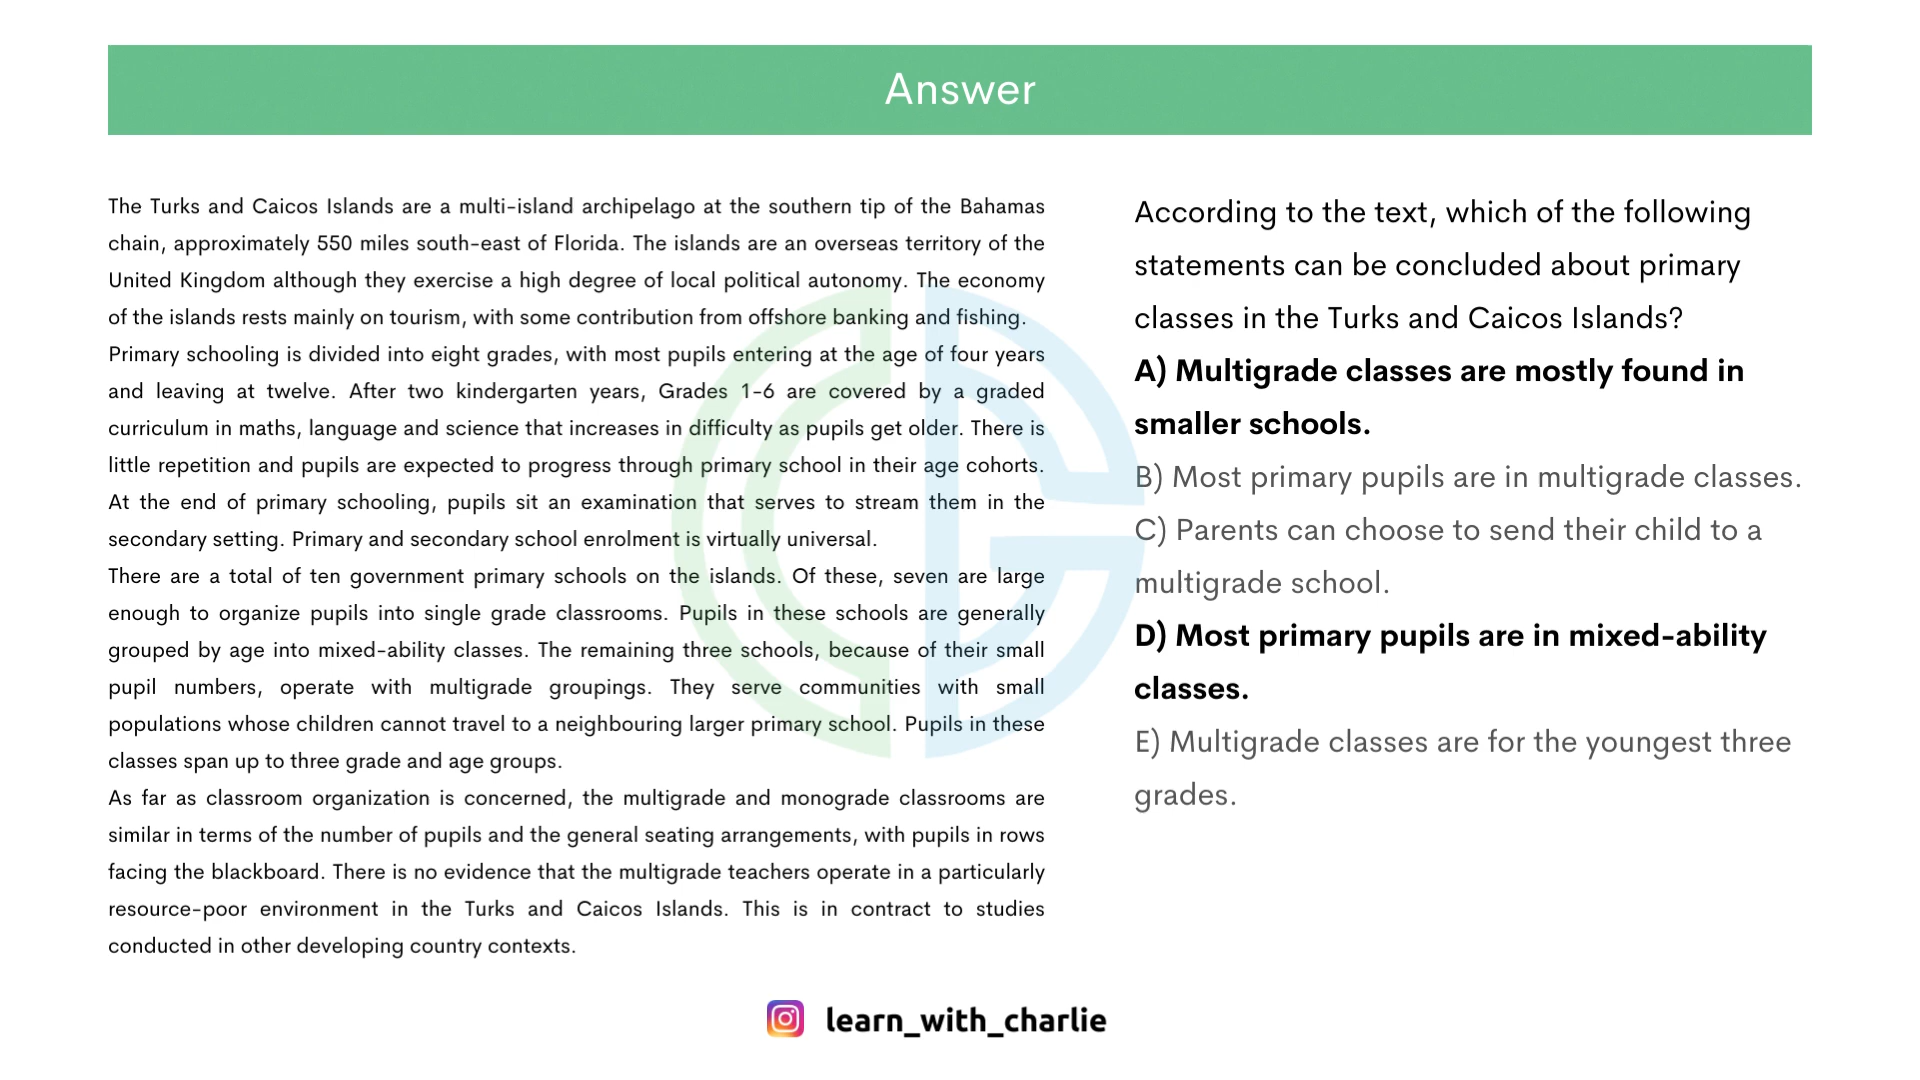 Answer
The Turks and Caicos Islands are a multi-island archipelago at the southern tip of the Bahamas
chain, approximately 550 miles south-east of Florida. The islands are an overseas territory of the
United Kingdom although they exercise a high degree of local political autonomy. The economy
of the islands rests mainly on tourism, with some contribution from offshore banking and fishing.
Primary schooling is divided into eight grades, with most pupils entering at the age of four years
and leaving at twelve. After two kindergarten years, Grades 1-6 are covered by a graded
curriculum in maths, language and science that increases in difficulty as pupils get older. There is
little repetition and pupils are expected to progress through primary school in their age cohorts.
At the end of primary schooling, pupils sit an examination that serves to stream them in the
secondary setting. Primary and secondary school enrolment is virtually universal.
There are a total of ten government primary schools on the islands. Of these, seven are large
enough to organize pupils into single grade classrooms. Pupils in these schools are generally
grouped by age into mixed-ability classes. The remaining three schools, because of their small
pupil numbers, operate with multigrade groupings. They serve communities with small
populations whose children cannot travel to a neighbouring larger primary school. Pupils in these
classes span up to three grade and age groups.
As far as classroom organization is concerned, the multigrade and monograde classrooms are
similar in terms of the number of pupils and the general seating arrangements, with pupils in rows
facing the blackboard. There is no evidence that the multigrade teachers operate in a particularly
resource-poor environment in the Turks and Caicos Islands. This is in contract to studies
conducted in other developing country contexts.
According to the text, which of the following
statements can be concluded about primary
classes in the Turks and Caicos Islands?
A) Multigrade classes are mostly found in
smaller schools.
B) Most primary pupils are in multigrade classes.
C) Parents can choose to send their child to a
multigrade school.
D) Most primary pupils are in mixed-ability
classes.
E) Multigrade classes are for the youngest three
grades.
learn_with_charlie